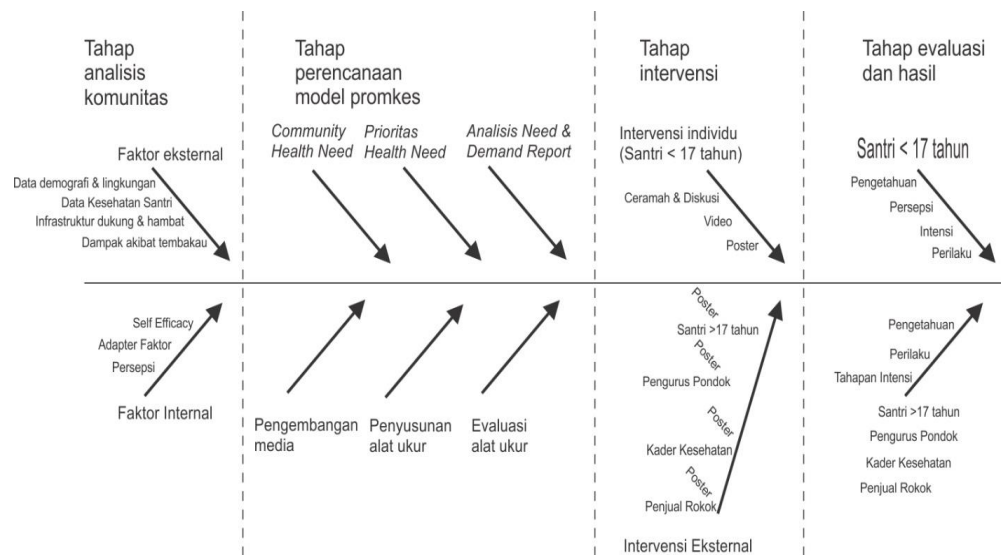 Tahap
analisis
komunitas
Faktor eksternal
Data demografi & lingkungan
Data Kesehatan Santri
Infrastruktur dukung & hambat
Dampak akibat tembakau
Self Efficacy
Adapter Faktor
Persepsi
Faktor Internal
Tahap
perencanaan
model promkes
Community
Health Need
Prioritas
Health Need
Analisis Need &
Demand Report
Pengembangan
media
Penyusunan
alat ukur
Evaluasi
alat ukur
Tahap
intervensi
Intervensi individu
(Santri < 17 tahun)
Ceramah & Diskusi
Video
Poster
Poster
Santri >17 tahun
Poster
Pengurus Pondok
Poster
Kader Kesehatan
Poster
Penjual Rokok
Intervensi Eksternal
Tahap evaluasi
dan hasil
Santri < 17 tahun
Pengetahuan
Persepsi
Intensi
Perilaku
Pengetahuan
Perilaku
Tahapan Intensi
Santri >17 tahun
Pengurus Pondok
Kader Kesehatan
Penjual Rokok